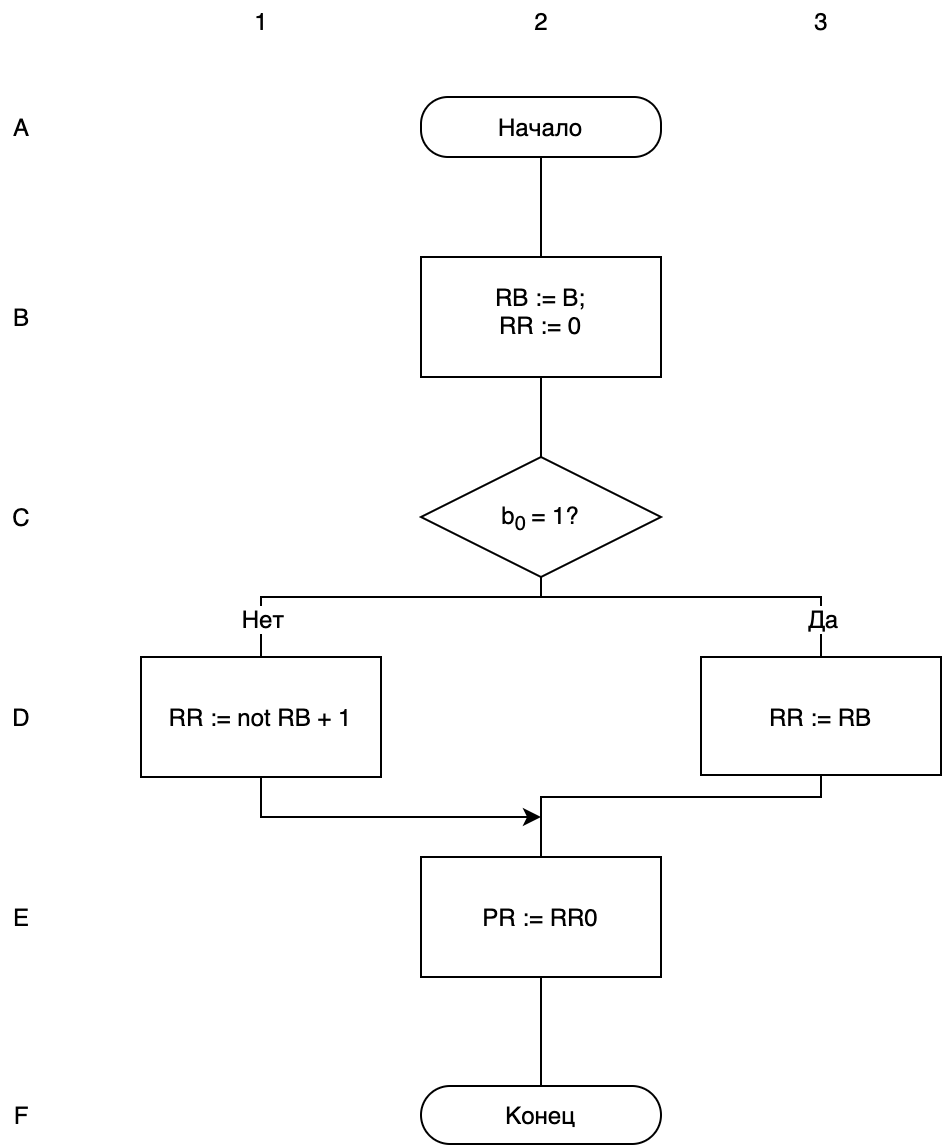 1 2 3
A
Начало
B
RB := B;
RR := 0
C
b₀ = 1?
Нет
Да
D
RR := not RB + 1
RR := RB
E
PR := RR0
F
Конец